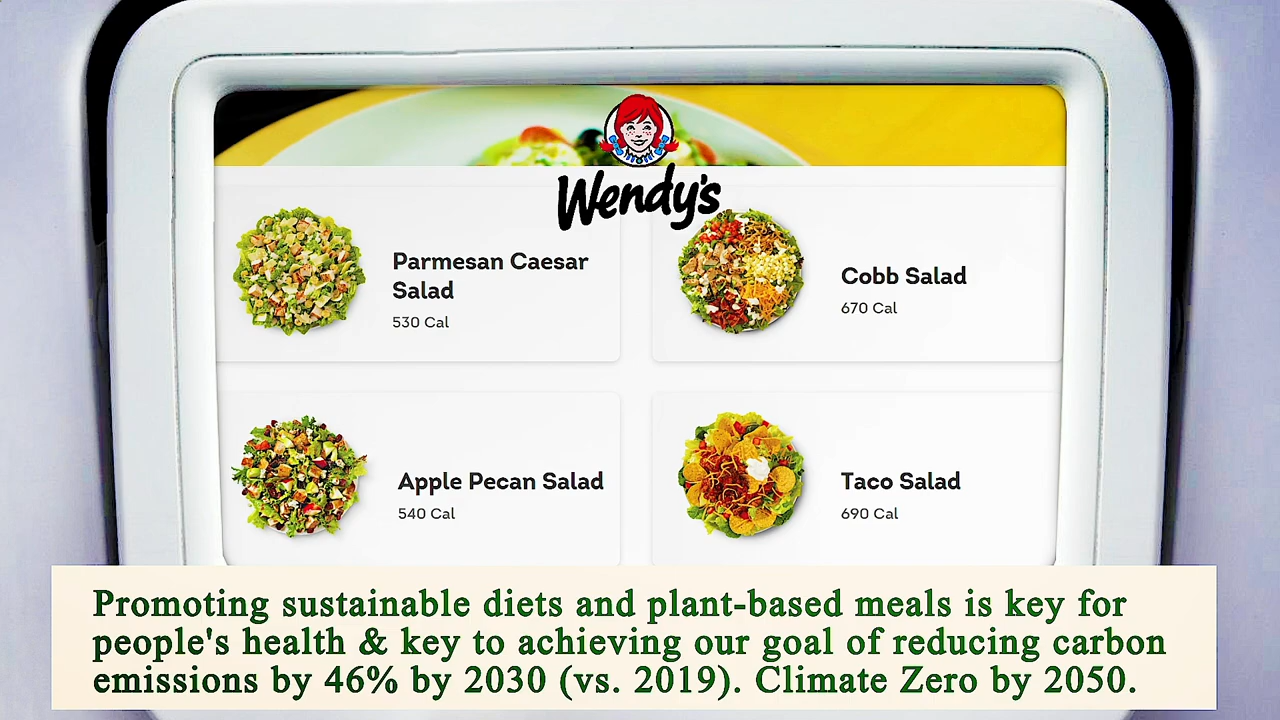 Wendy's
Parmesan Caesar
Salad
530 Cal
Cobb Salad
670 Cal
Apple Pecan Salad
540 Cal
Taco Salad
690 Cal
Promoting sustainable diets and plant-based meals is key for
people's health & key to achieving our goal of reducing carbon
emissions by 46% by 2030 (vs. 2019). Climate Zero by 2050.